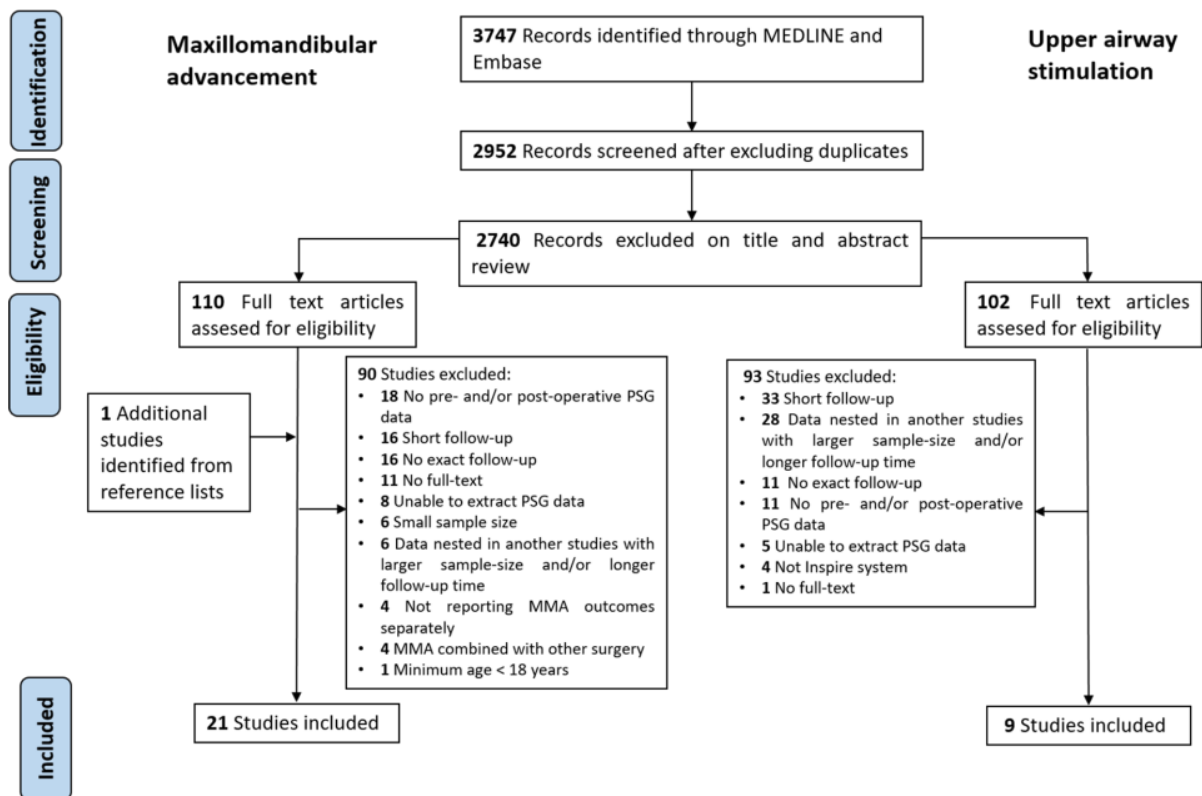 Identification
Maxillomandibular
advancement
3747 Records identified through MEDLINE and
Embase
Upper airway
stimulation
2952 Records screened after excluding duplicates
Screening
2740 Records excluded on title and abstract
review
Eligibility
110 Full text articles
assesed for eligibility
102 Full text articles
assesed for eligibility
1 Additional
studies
identified from
reference lists
90 Studies excluded:
• 18 No pre- and/or post-operative PSG
data
• 16 Short follow-up
• 16 No exact follow-up
• 11 No full-text
• 8 Unable to extract PSG data
• 6 Small sample size
• 6 Data nested in another studies with
larger sample-size and/or longer
follow-up time
• 4 Not reporting MMA outcomes
separately
• 4 MMA combined with other surgery
• 1 Minimum age < 18 years
93 Studies excluded:
• 33 Short follow-up
• 28 Data nested in another studies
with larger sample-size and/or
longer follow-up time
• 11 No exact follow-up
• 11 No pre- and/or post-operative
PSG data
• 5 Unable to extract PSG data
• 4 Not Inspire system
• 1 No full-text
Included
21 Studies included
9 Studies included